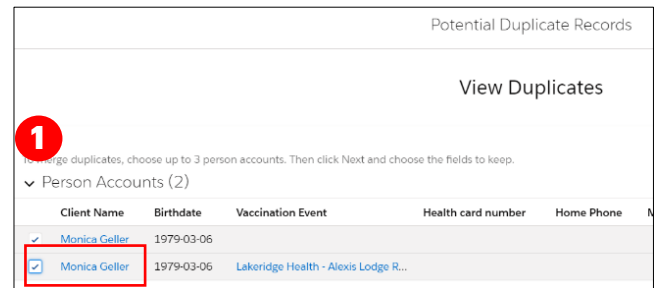 Potential Duplicate Records
View Duplicates
1
merge duplicates, choose up to 3 person accounts. Then click Next and choose the fields to keep.
Person Accounts (2)
Client Name Birthdate Vaccination Event Health card number Home Phone M
Monica Geller 1979-03-06
Monica Geller 1979-03-06 Lakeridge Health - Alexis Lodge R...